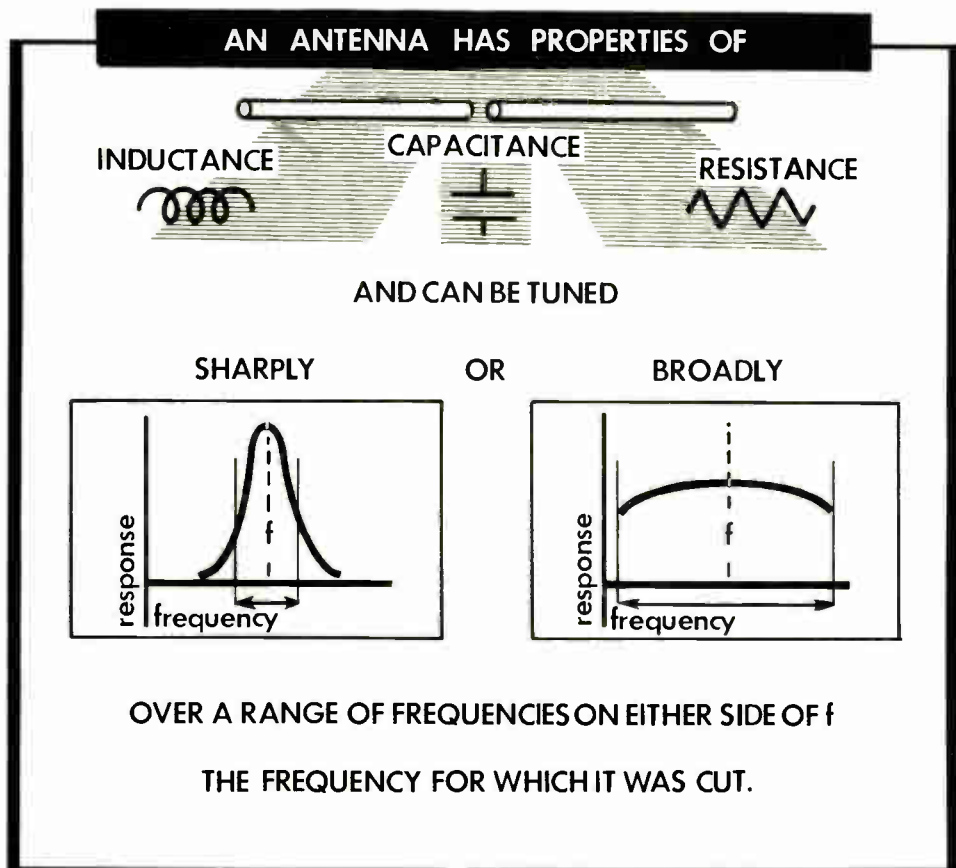 AN ANTENNA HAS PROPERTIES OF
INDUCTANCE
CAPACITANCE
RESISTANCE
AND CAN BE TUNED
SHARPLY OR BROADLY
response
f
frequency
response
f
frequency
OVER A RANGE OF FREQUENCIES ON EITHER SIDE OF f
THE FREQUENCY FOR WHICH IT WAS CUT.